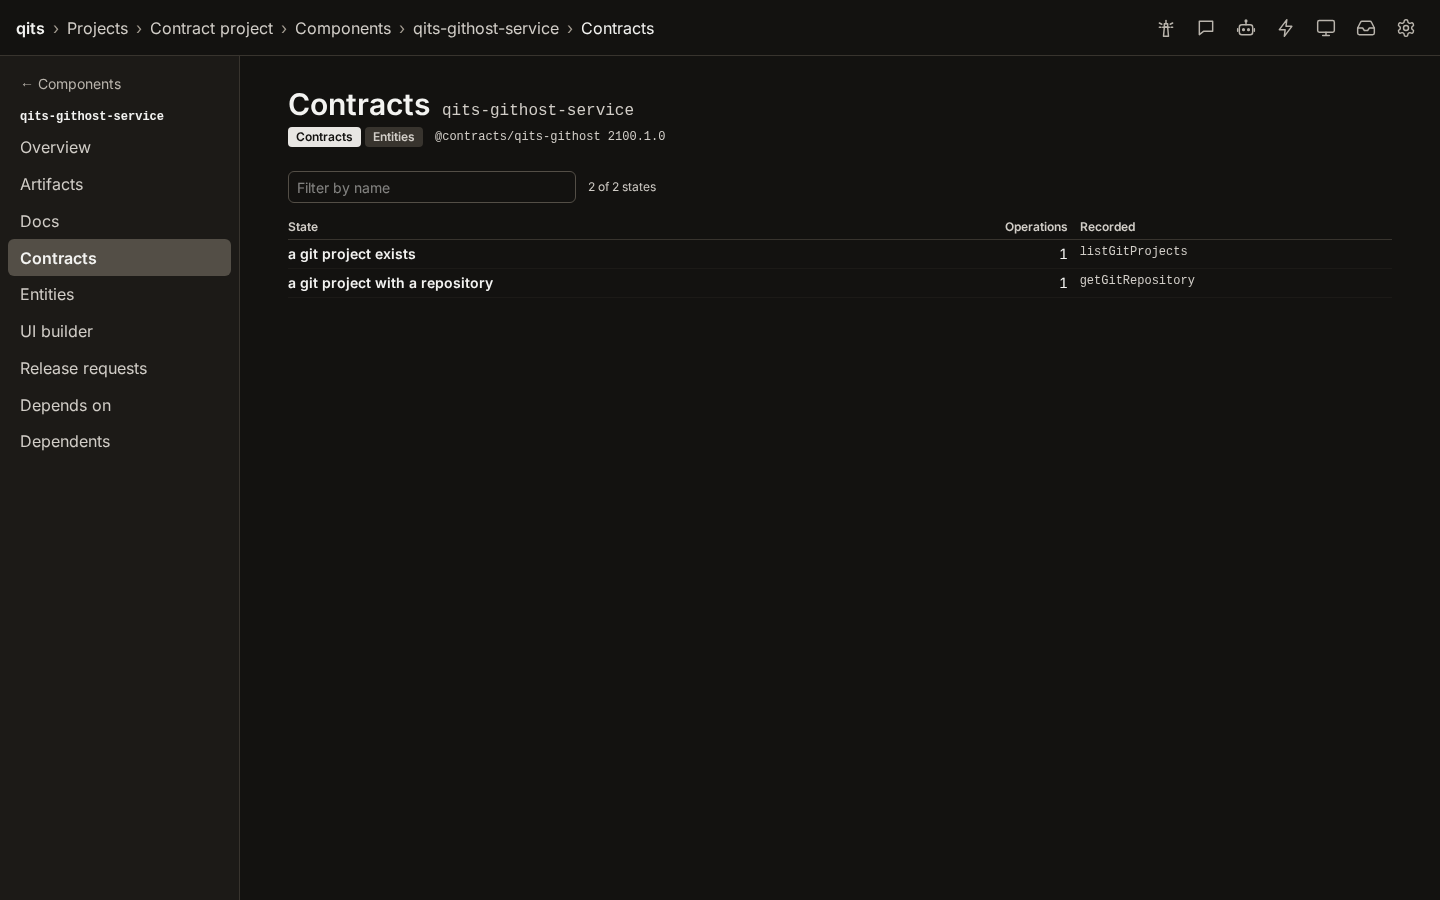 qits › Projects › Contract project › Components › qits-githost-service › Contracts
← Components
qits-githost-service
Overview
Artifacts
Docs
Contracts
Entities
UI builder
Release requests
Depends on
Dependents
Contracts qits-githost-service
Contracts Entities @contracts/qits-githost 2100.1.0
Filter by name 2 of 2 states
State Operations Recorded
a git project exists 1 listGitProjects
a git project with a repository 1 getGitRepository